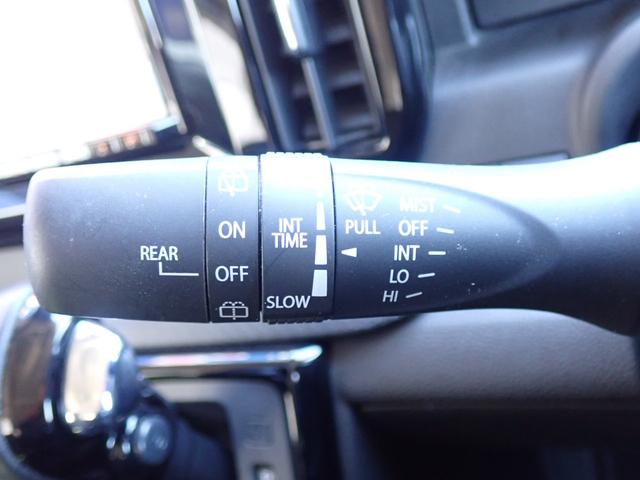 REAR
ON
OFF
INT
TIME
SLOW
PULL
MIST
OFF
INT
LO
HI